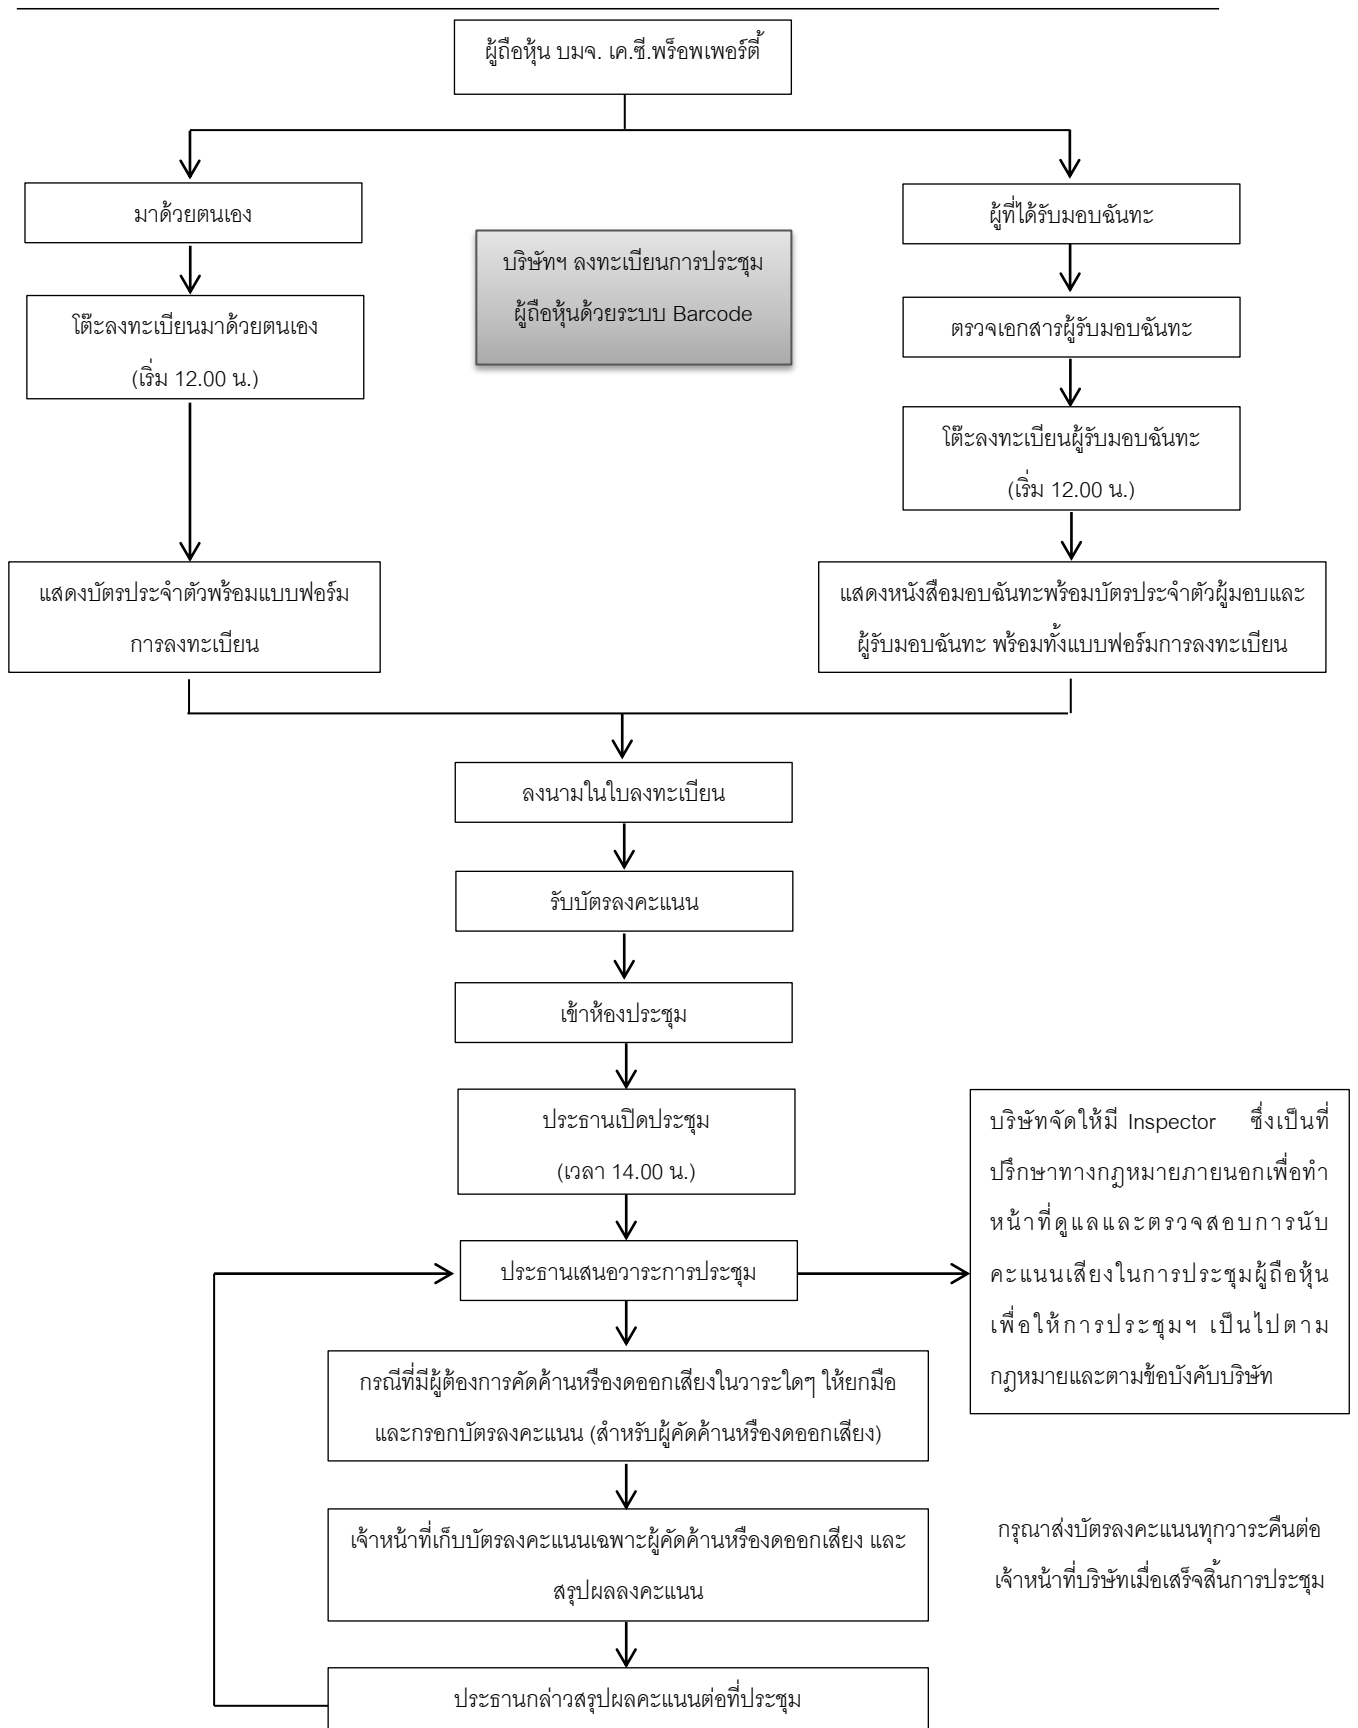 ผู้ถือหุ้น บมจ. เค.ซี.พร็อพเพอร์ตี้
มาด้วยตนเอง
ผู้ที่ได้รับมอบฉันทะ
บริษัทฯ ลงทะเบียนการประชุม
ผู้ถือหุ้นด้วยระบบ Barcode
โต๊ะลงทะเบียนมาด้วยตนเอง
(เริ่ม 12.00 น.)
ตรวจเอกสารผู้รับมอบฉันทะ
โต๊ะลงทะเบียนผู้รับมอบฉันทะ
(เริ่ม 12.00 น.)
แสดงบัตรประจำตัวพร้อมแบบฟอร์ม
การลงทะเบียน
แสดงหนังสือมอบฉันทะพร้อมบัตรประจำตัวผู้มอบและ
ผู้รับมอบฉันทะ พร้อมทั้งแบบฟอร์มการลงทะเบียน
ลงนามในใบลงทะเบียน
รับบัตรลงคะแนน
เข้าห้องประชุม
ประธานเปิดประชุม
(เวลา 14.00 น.)
ประธานเสนอวาระการประชุม
บริษัทจัดให้มี Inspector ซึ่งเป็นที่
ปรึกษาทางกฎหมายภายนอกเพื่อทำ
หน้าที่ดูแลและตรวจสอบการนับ
คะแนนเสียงในการประชุมผู้ถือหุ้น
เพื่อให้การประชุมฯ เป็นไปตาม
กฎหมายและตามข้อบังคับบริษัท
กรณีที่มีผู้ต้องการคัดค้านหรืองดออกเสียงในวาระใดๆ ให้ยกมือ
และกรอกบัตรลงคะแนน (สำหรับผู้คัดค้านหรืองดออกเสียง)
เจ้าหน้าที่เก็บบัตรลงคะแนนเฉพาะผู้คัดค้านหรืองดออกเสียง และ
สรุปผลลงคะแนน
กรุณาส่งบัตรลงคะแนนทุกวาระคืนต่อ
เจ้าหน้าที่บริษัทเมื่อเสร็จสิ้นการประชุม
ประธานกล่าวสรุปผลคะแนนต่อที่ประชุม